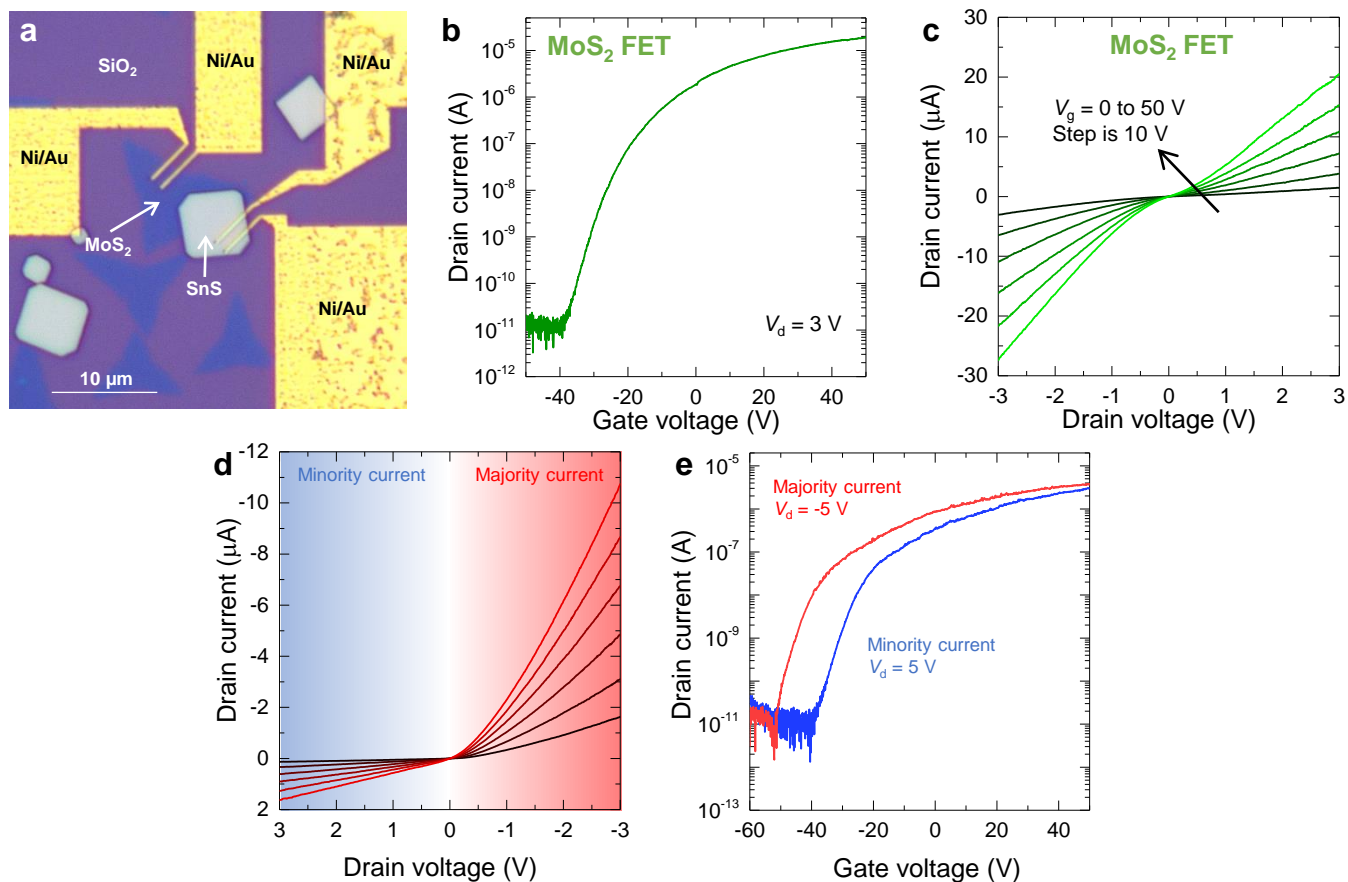 a
SiO₂
Ni/Au
Ni/Au
Ni/Au
MoS₂
SnS
Ni/Au
10 µm
b
MoS₂ FET
Drain current (A)
10⁻⁵
10⁻⁶
10⁻⁷
10⁻⁸
10⁻⁹
10⁻¹⁰
10⁻¹¹
10⁻¹²
V_d = 3 V
-40 -20 0 20 40
Gate voltage (V)
c
MoS₂ FET
Drain current (µA)
30
20
10
0
-10
-20
-30
V_g = 0 to 50 V
Step is 10 V
-3 -2 -1 0 1 2 3
Drain voltage (V)
d
Minority current Majority current
Drain current (µA)
-12
-10
-8
-6
-4
-2
0
2
3 2 1 0 -1 -2 -3
Drain voltage (V)
e
Majority current
V_d = -5 V
Minority current
V_d = 5 V
Drain current (A)
10⁻⁵
10⁻⁷
10⁻⁹
10⁻¹¹
10⁻¹³
-60 -40 -20 0 20 40
Gate voltage (V)